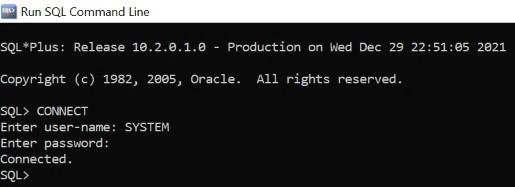 Run SQL Command Line
SQL*Plus: Release 10.2.0.1.0 - Production on Wed Dec 29 22:51:05 2021
Copyright (c) 1982, 2005, Oracle.  All rights reserved.
SQL> CONNECT
Enter user-name: SYSTEM
Enter password:
Connected.
SQL>